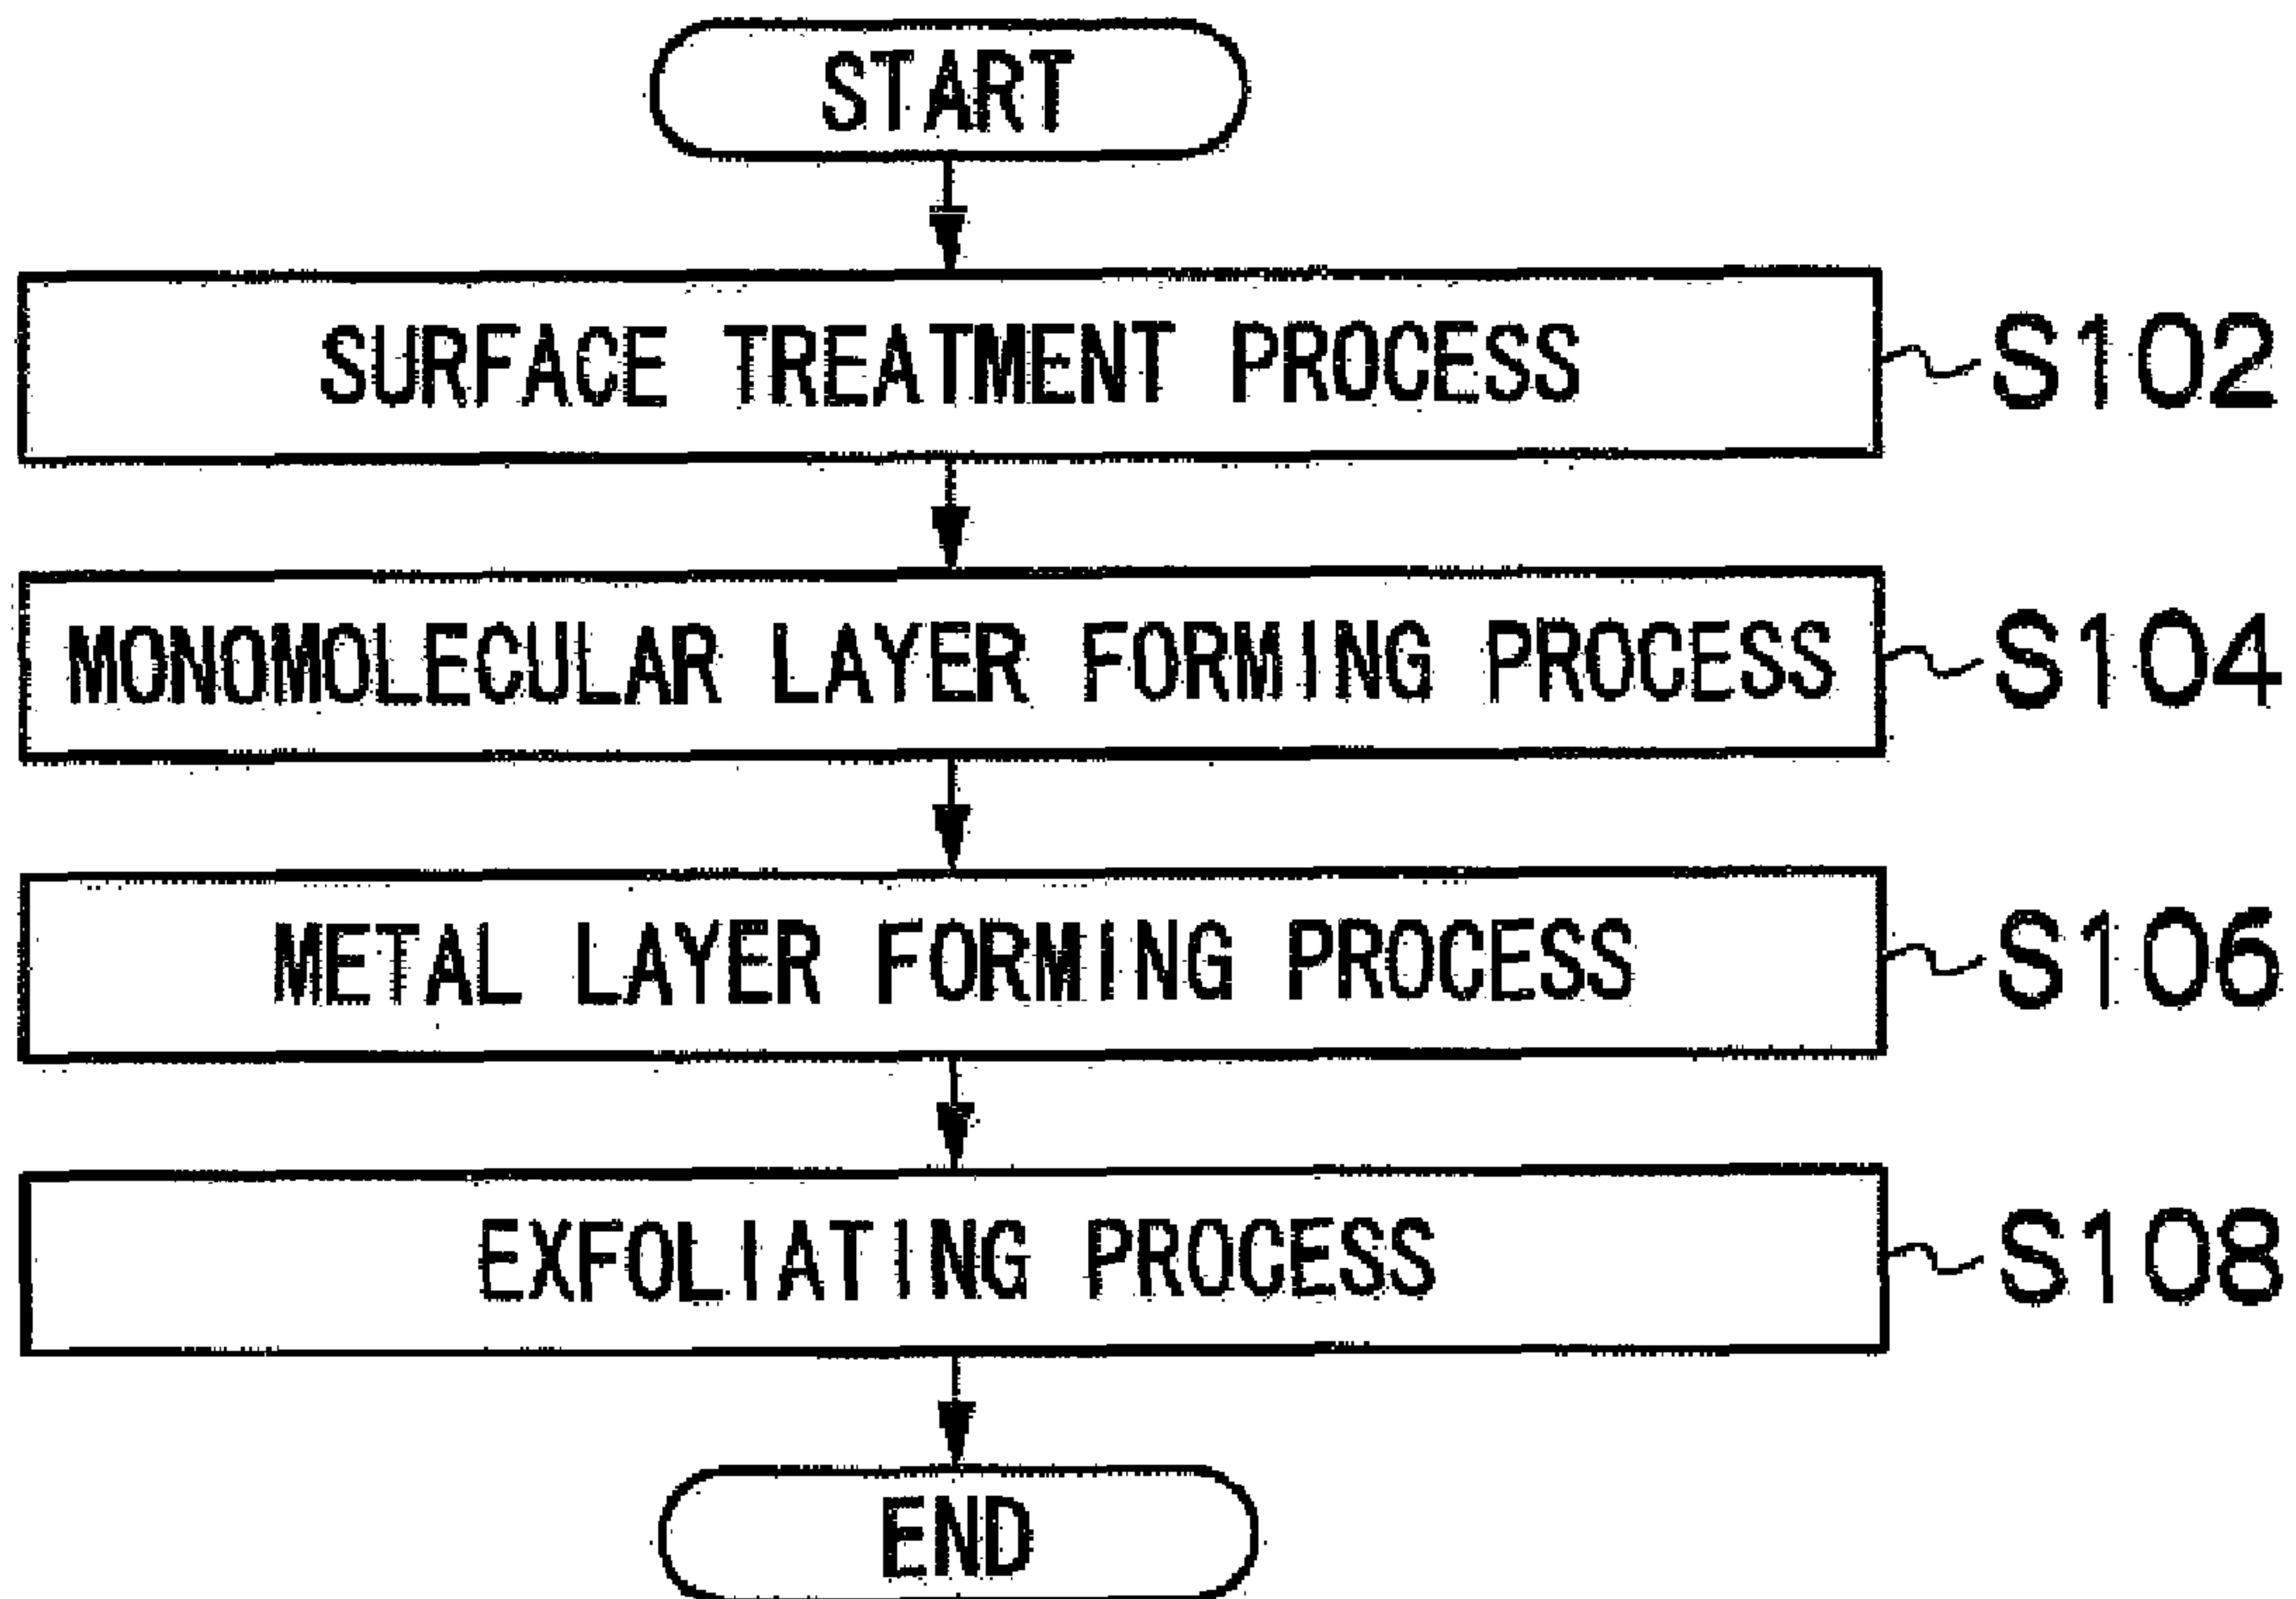 START
SURFACE TREATMENT PROCESS S102
MONOMOLECULAR LAYER FORMING PROCESS S104
METAL LAYER FORMING PROCESS S106
EXFOLIATING PROCESS S108
END